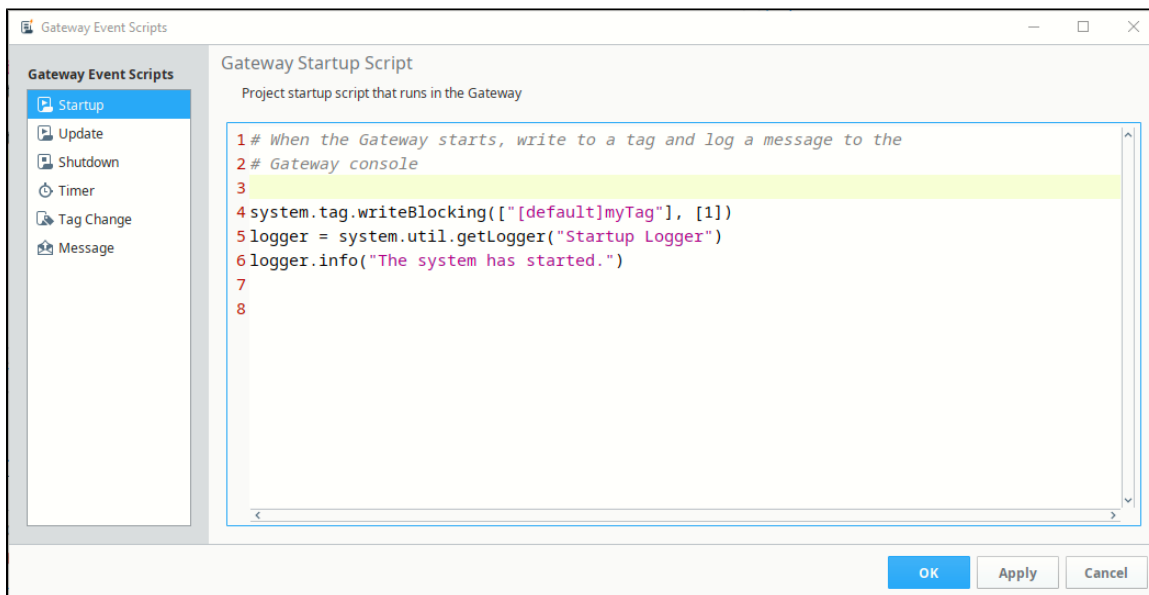 Gateway Event Scripts
Gateway Event Scripts
Startup
Update
Shutdown
Timer
Tag Change
Message
Gateway Startup Script
Project startup script that runs in the Gateway
1 # When the Gateway starts, write to a tag and log a message to the
2 # Gateway console
3
4 system.tag.writeBlocking(["[default]myTag"], [1])
5 logger = system.util.getLogger("Startup Logger")
6 logger.info("The system has started.")
7
8
OK Apply Cancel